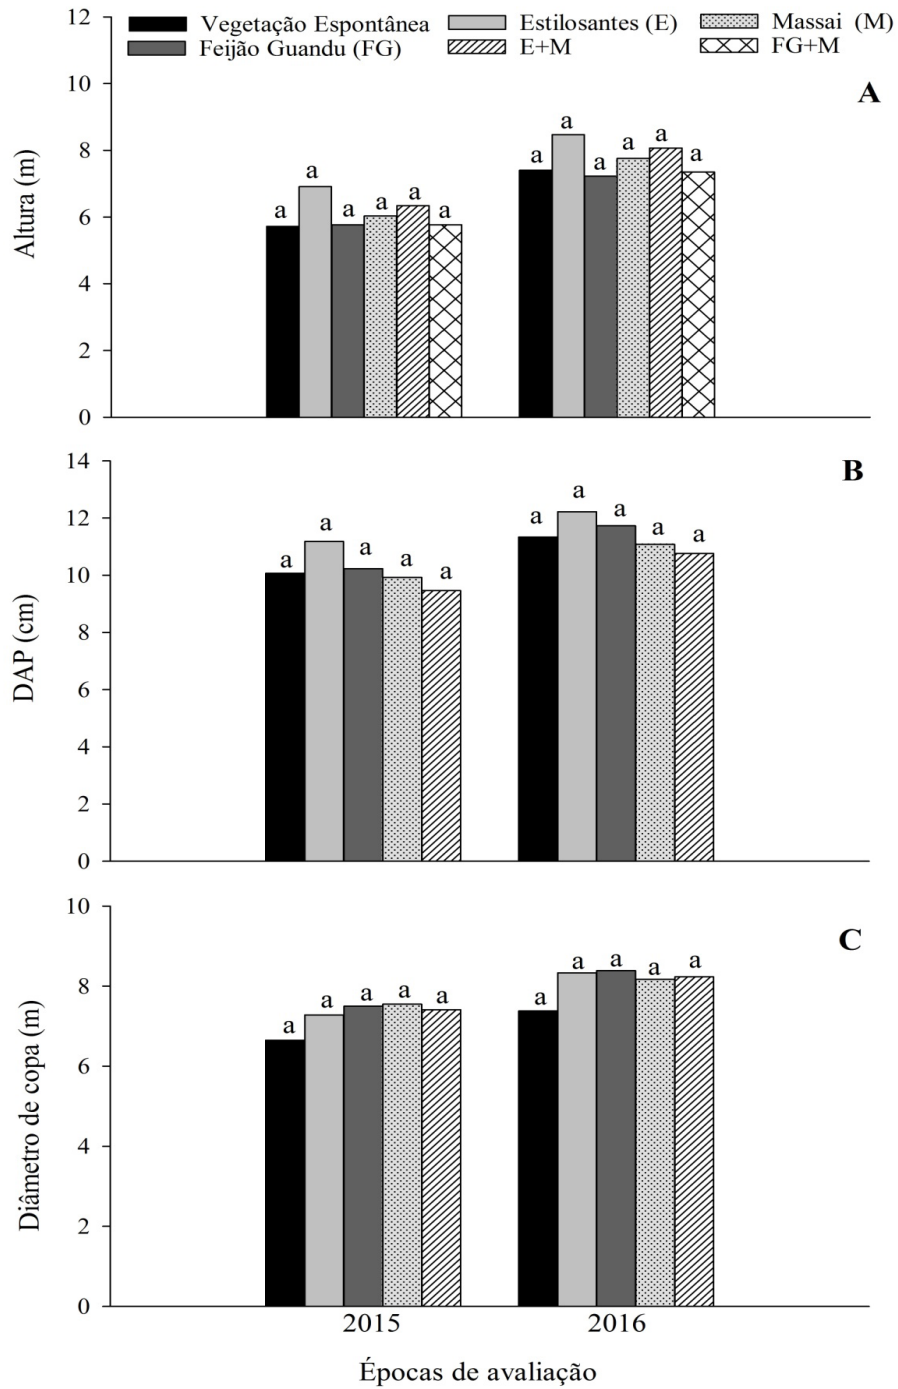 Vegetação Espontânea Estilosantes (E) Massai (M)
Feijão Guandu (FG) E+M FG+M
12
10
8
6
4
2
0
Altura (m)
A
a a a a a a
a a a a a a
14
12
10
8
6
4
2
0
DAP (cm)
B
a a a a a
a a a a a
10
8
6
4
2
0
Diâmetro de copa (m)
C
a a a a a
a a a a a
2015 2016
Épocas de avaliação